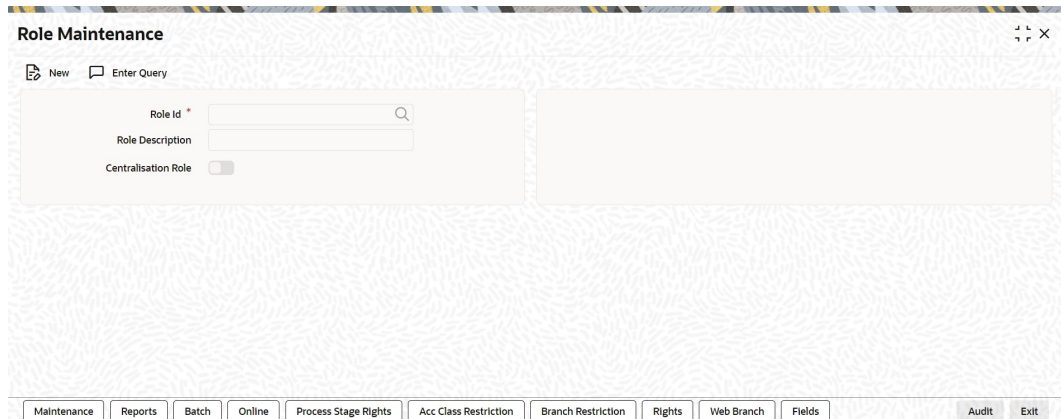 Role Maintenance
New Enter Query
Role Id *
Role Description
Centralisation Role
Maintenance Reports Batch Online Process Stage Rights Acc Class Restriction Branch Restriction Rights Web Branch Fields Audit Exit